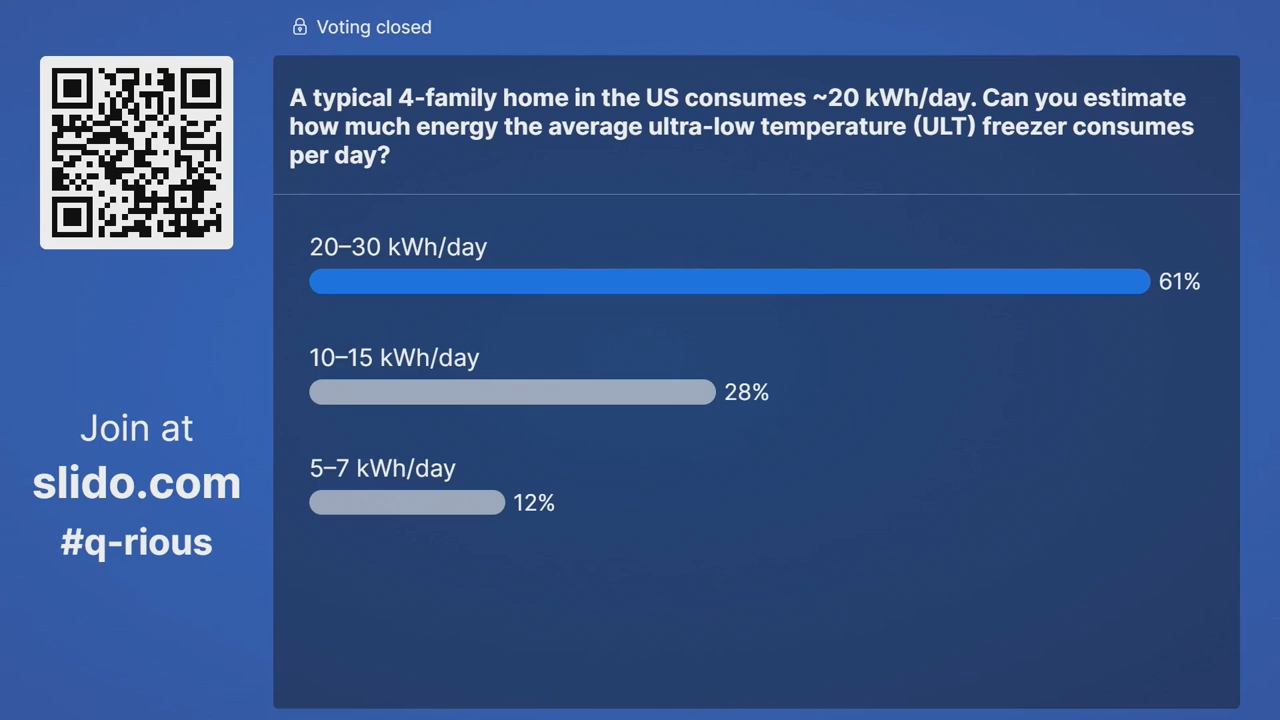 Voting closed
A typical 4-family home in the US consumes ~20 kWh/day. Can you estimate
how much energy the average ultra-low temperature (ULT) freezer consumes
per day?
20–30 kWh/day
61%
10–15 kWh/day
28%
5–7 kWh/day
12%
Join at
slido.com
#q-rious